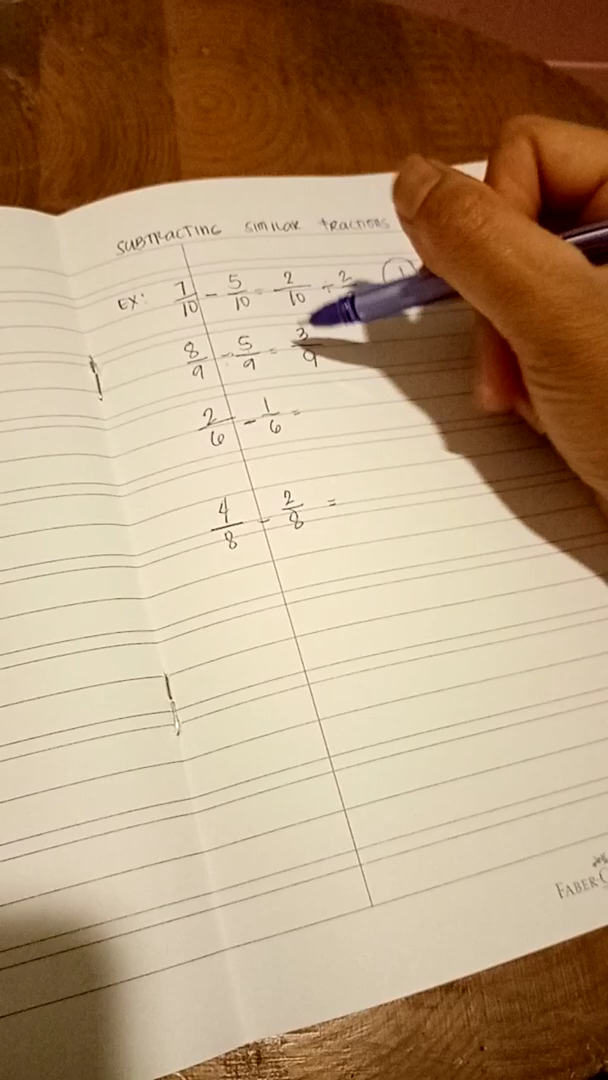 SUBTRACTING SIMILAR FRACTIONS
EX: 7/10 - 5/10 = 2/10 ÷ 2
8/9 - 5/9 = 3/9
2/6 - 1/6 =
4/8 - 2/8 =
FABER-C